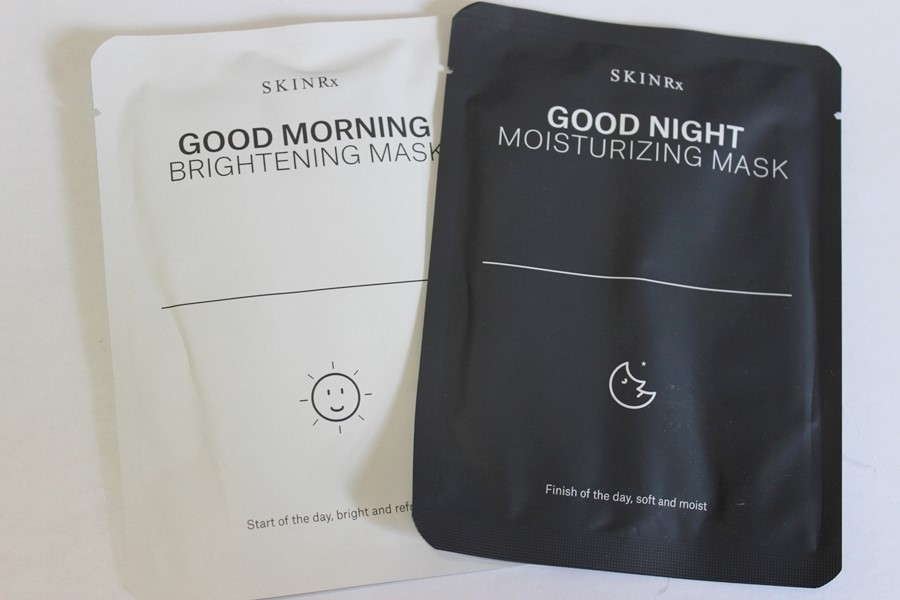 SKINRx
GOOD MORNING
BRIGHTENING MASK
Start of the day, bright and
SKINRx
GOOD NIGHT
MOISTURIZING MASK
Finish of the day, soft and moist